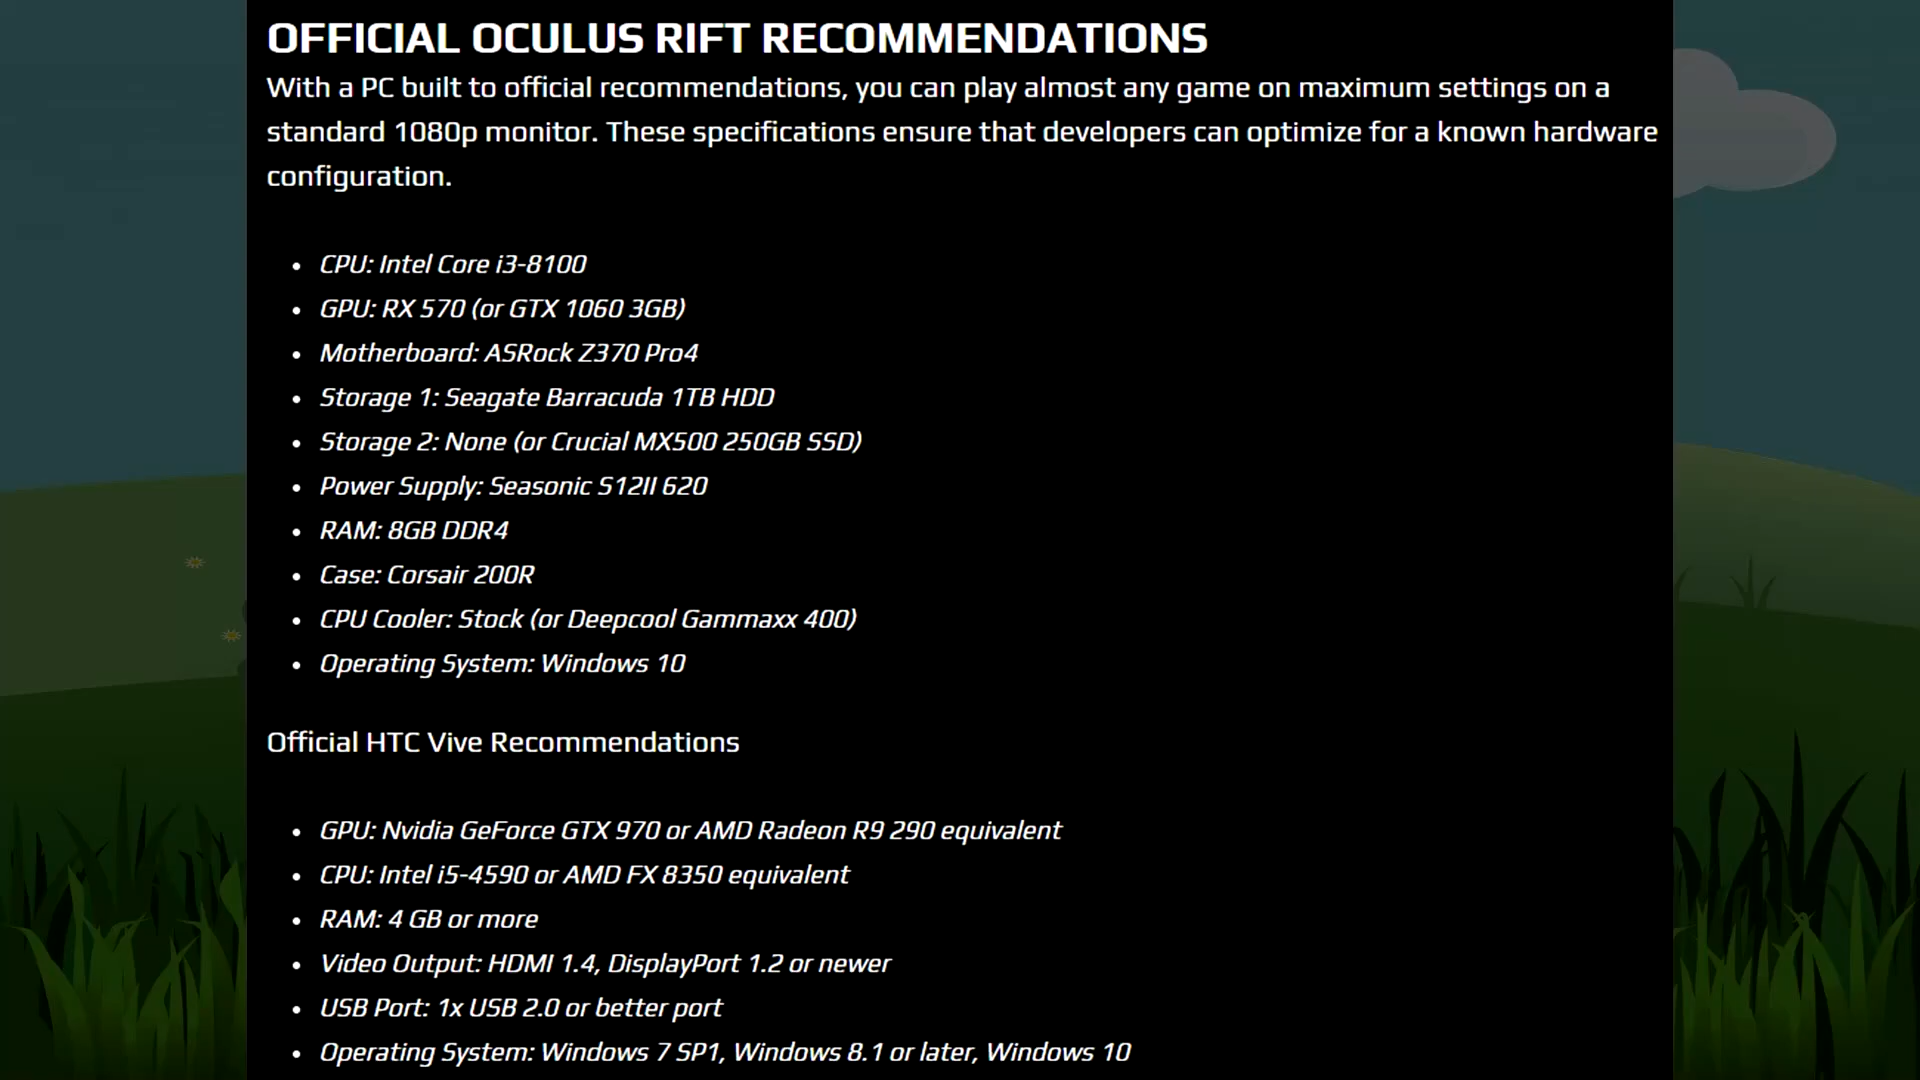 OFFICIAL OCULUS RIFT RECOMMENDATIONS
With a PC built to official recommendations, you can play almost any game on maximum settings on a
standard 1080p monitor. These specifications ensure that developers can optimize for a known hardware
configuration.
• CPU: Intel Core i3-8100
• GPU: RX 570 (or GTX 1060 3GB)
• Motherboard: ASRock Z370 Pro4
• Storage 1: Seagate Barracuda 1TB HDD
• Storage 2: None (or Crucial MX500 250GB SSD)
• Power Supply: Seasonic S12II 620
• RAM: 8GB DDR4
• Case: Corsair 200R
• CPU Cooler: Stock (or Deepcool Gammaxx 400)
• Operating System: Windows 10
Official HTC Vive Recommendations
• GPU: Nvidia GeForce GTX 970 or AMD Radeon R9 290 equivalent
• CPU: Intel i5-4590 or AMD FX 8350 equivalent
• RAM: 4 GB or more
• Video Output: HDMI 1.4, DisplayPort 1.2 or newer
• USB Port: 1x USB 2.0 or better port
• Operating System: Windows 7 SP1, Windows 8.1 or later, Windows 10